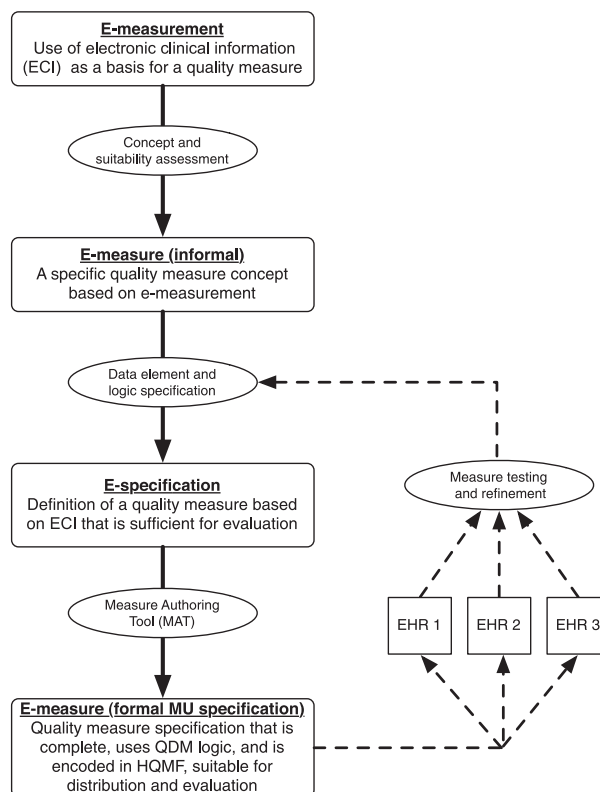 E-measurement
Use of electronic clinical information
(ECI) as a basis for a quality measure
Concept and
suitability assessment
E-measure (informal)
A specific quality measure concept
based on e-measurement
Data element and
logic specification
E-specification
Definition of a quality measure based
on ECI that is sufficient for evaluation
Measure testing
and refinement
Measure Authoring
Tool (MAT)
EHR 1
EHR 2
EHR 3
E-measure (formal MU specification)
Quality measure specification that is
complete, uses QDM logic, and is
encoded in HQMF, suitable for
distribution and evaluation